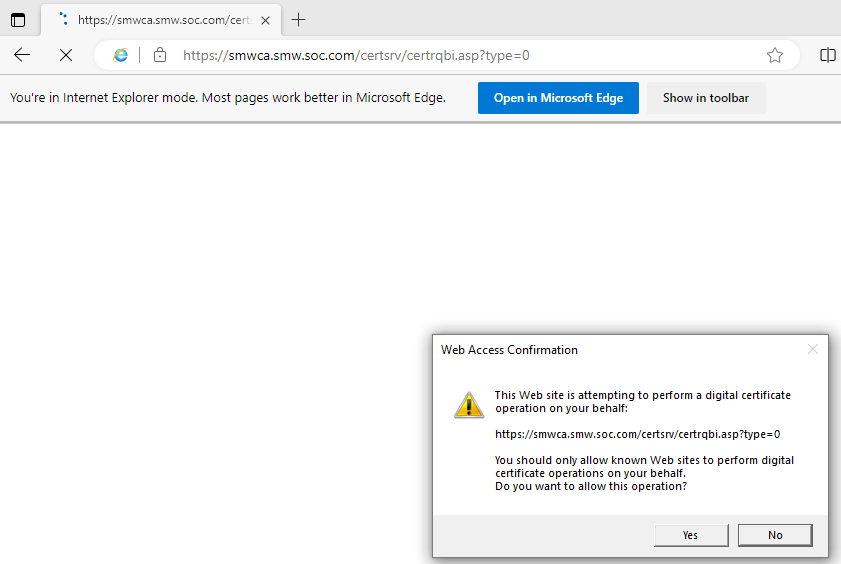 https://smwca.smw.soc.com/cert
https://smwca.smw.soc.com/certsrv/certrqbi.asp?type=0
You're in Internet Explorer mode. Most pages work better in Microsoft Edge.
Open in Microsoft Edge
Show in toolbar
Web Access Confirmation
This Web site is attempting to perform a digital certificate
operation on your behalf:
https://smwca.smw.soc.com/certsrv/certrqbi.asp?type=0
You should only allow known Web sites to perform digital
certificate operations on your behalf.
Do you want to allow this operation?
Yes
No